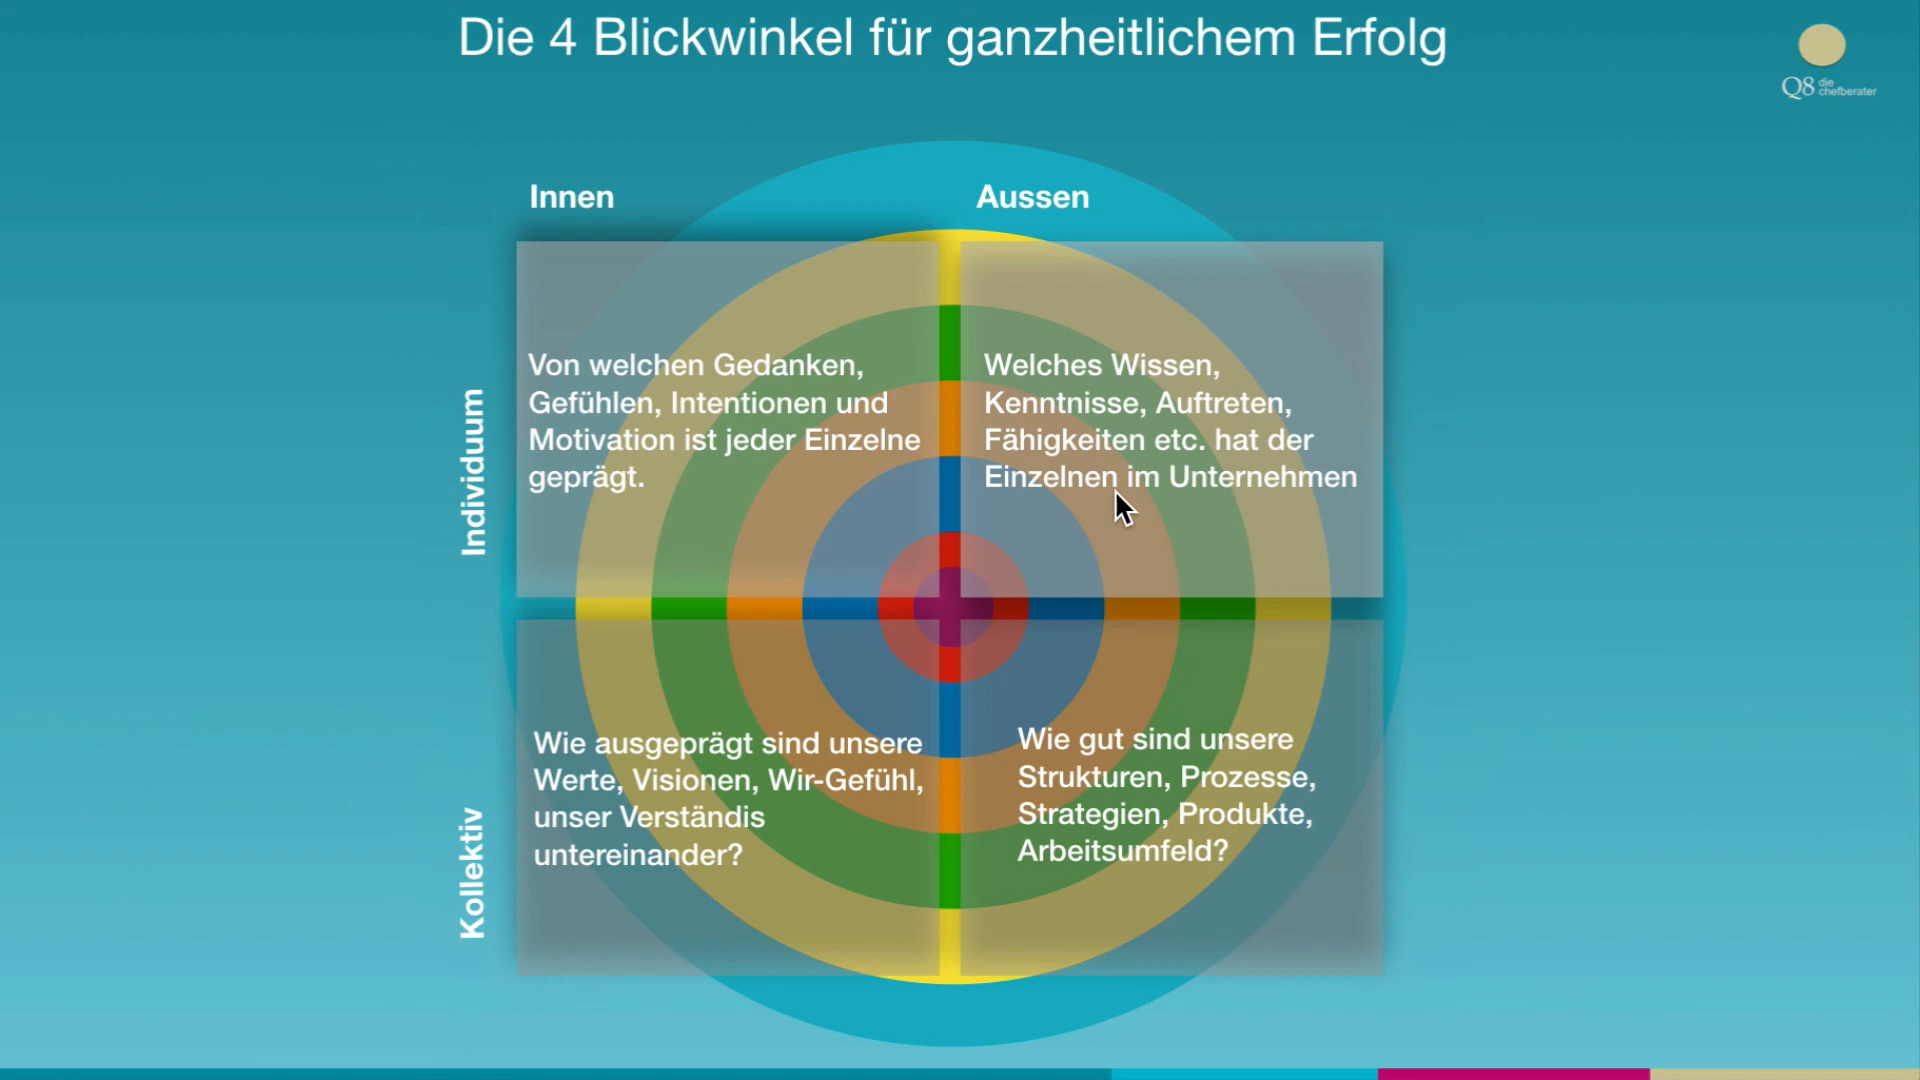 Die 4 Blickwinkel für ganzheitlichem Erfolg
Q8 die
chefberater
Innen
Aussen
Individuum
Von welchen Gedanken,
Gefühlen, Intentionen und
Motivation ist jeder Einzelne
geprägt.
Welches Wissen,
Kenntnisse, Auftreten,
Fähigkeiten etc. hat der
Einzelnen im Unternehmen
Kollektiv
Wie ausgeprägt sind unsere
Werte, Visionen, Wir-Gefühl,
unser Verständis
untereinander?
Wie gut sind unsere
Strukturen, Prozesse,
Strategien, Produkte,
Arbeitsumfeld?